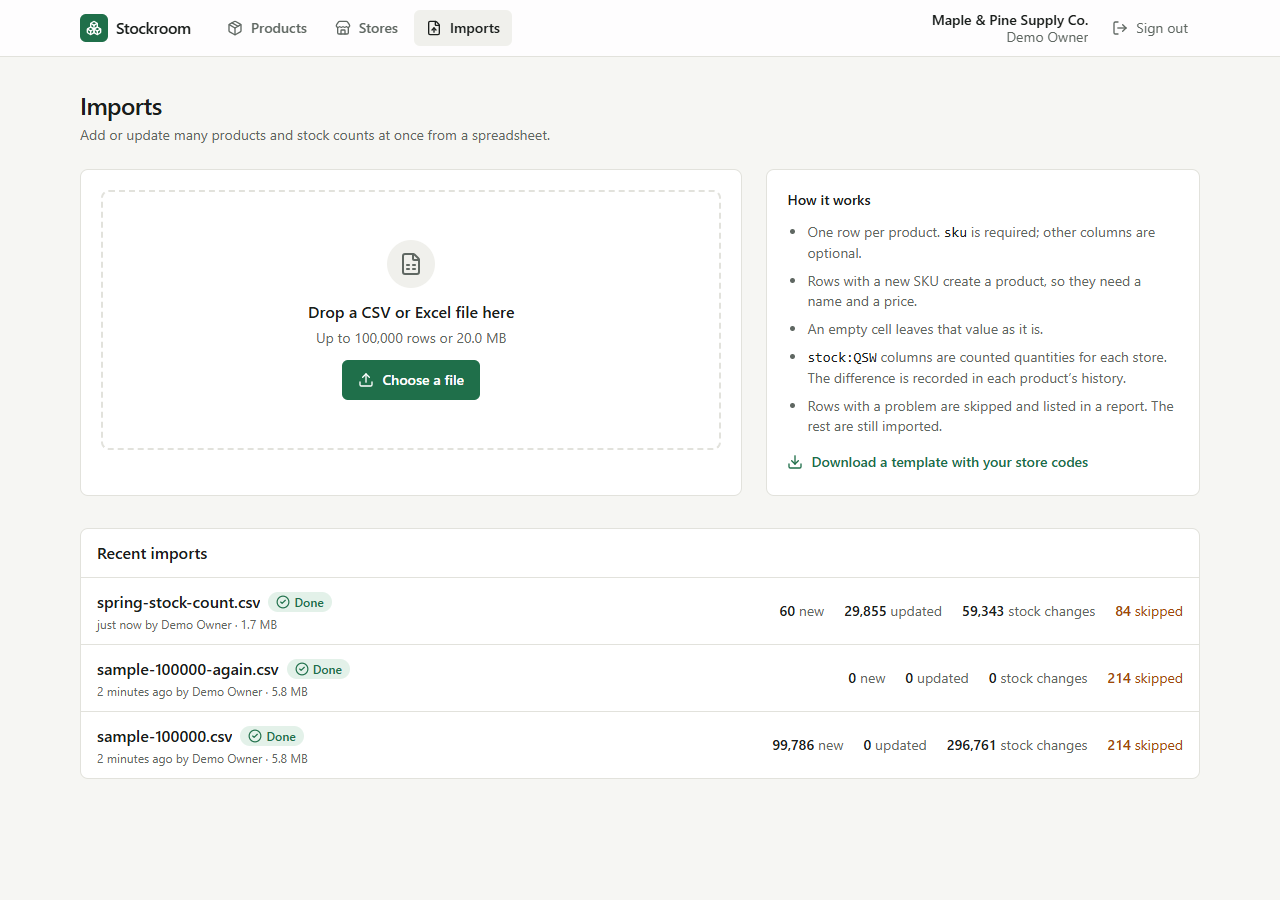 Stockroom
Products
Stores
Imports
Maple & Pine Supply Co.
Demo Owner
Sign out
Imports
Add or update many products and stock counts at once from a spreadsheet.
Drop a CSV or Excel file here
Up to 100,000 rows or 20.0 MB
Choose a file
How it works
One row per product. sku is required; other columns are
optional.
Rows with a new SKU create a product, so they need a
name and a price.
An empty cell leaves that value as it is.
stock:QSW columns are counted quantities for each store.
The difference is recorded in each product’s history.
Rows with a problem are skipped and listed in a report. The
rest are still imported.
Download a template with your store codes
Recent imports
spring-stock-count.csv Done
just now by Demo Owner · 1.7 MB
60 new 29,855 updated 59,343 stock changes 84 skipped
sample-100000-again.csv Done
2 minutes ago by Demo Owner · 5.8 MB
0 new 0 updated 0 stock changes 214 skipped
sample-100000.csv Done
2 minutes ago by Demo Owner · 5.8 MB
99,786 new 0 updated 296,761 stock changes 214 skipped